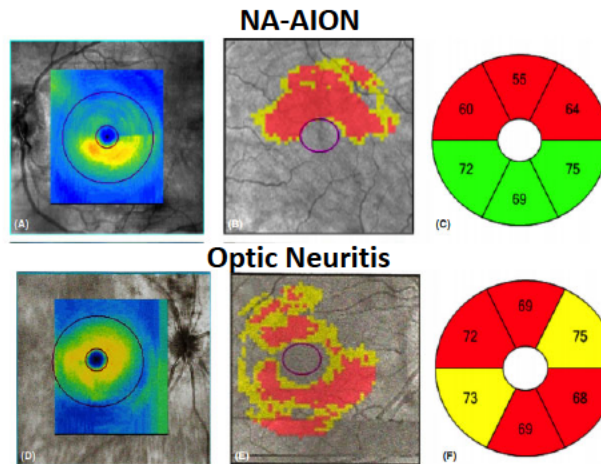 NA-AION
55
60
64
72
75
69
(A)
(B)
(C)
Optic Neuritis
69
72
75
73
68
69
(D)
(E)
(F)